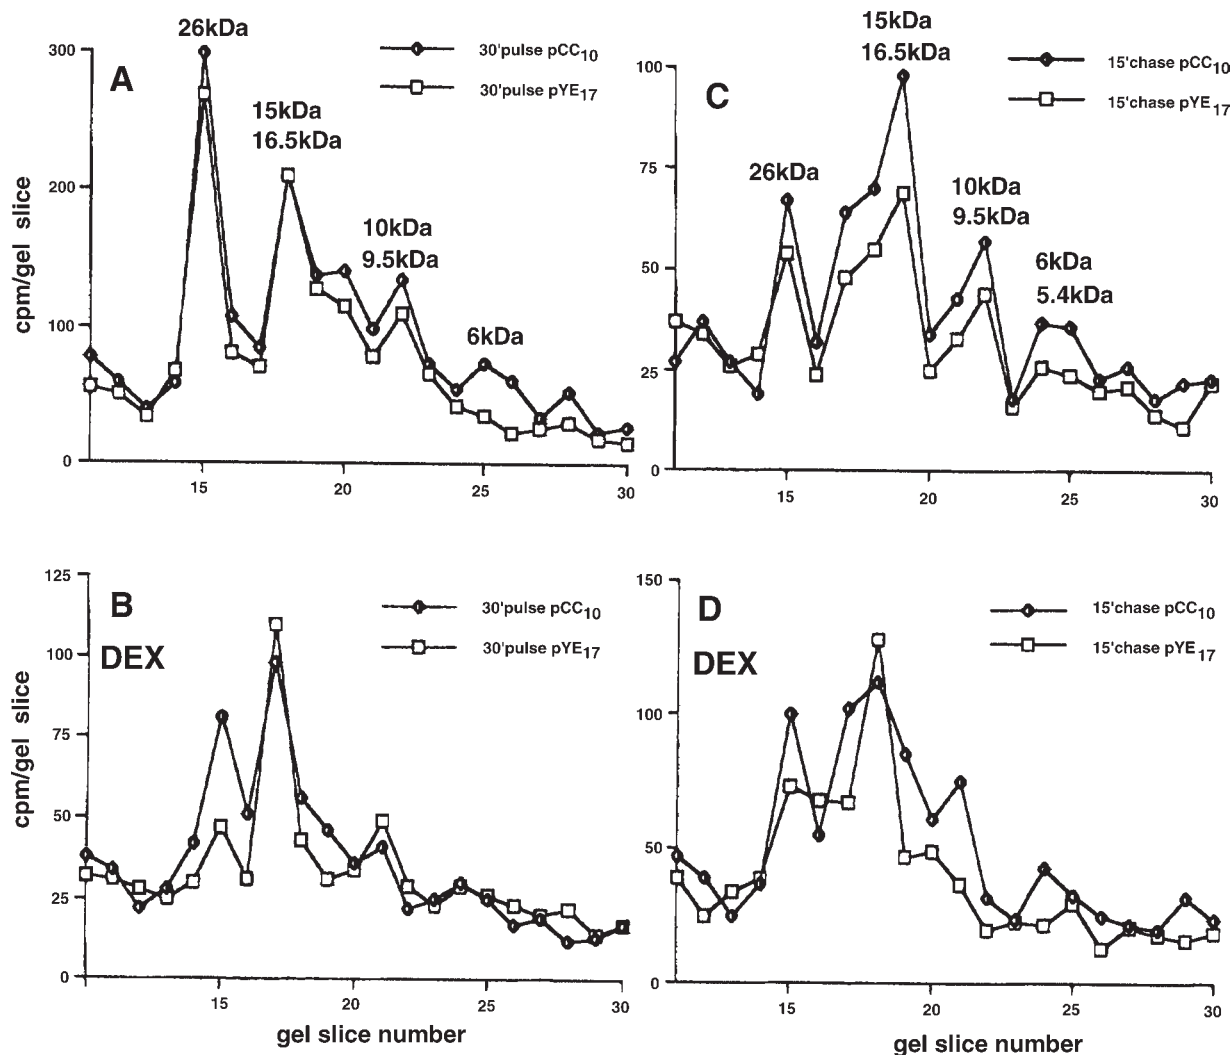 26kDa
300
A
30'pulse pCC10
30'pulse pYE17
15kDa
16.5kDa
200
10kDa
9.5kDa
100
6kDa
0
15
20
25
30
cpm/gel slice
15kDa
16.5kDa
100
C
15'chase pCC10
15'chase pYE17
75
26kDa
10kDa
9.5kDa
50
6kDa
5.4kDa
25
0
15
20
25
30
125
B
30'pulse pCC10
30'pulse pYE17
DEX
100
75
50
25
0
15
20
25
30
cpm/gel slice
gel slice number
150
D
15'chase pCC10
15'chase pYE17
DEX
100
50
0
15
20
25
30
gel slice number